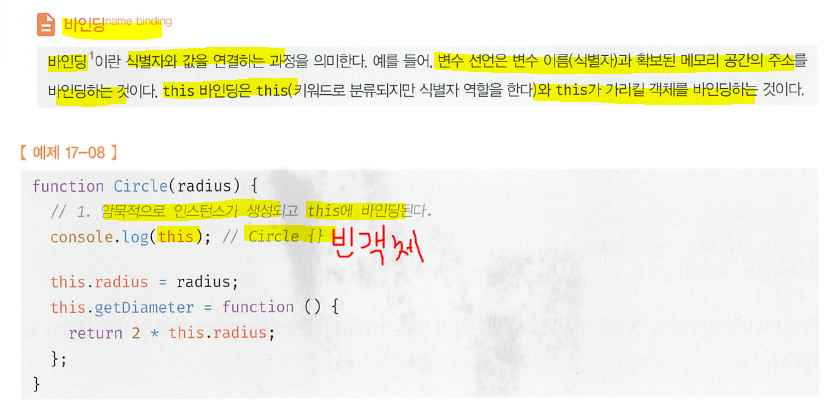 바인딩name binding
바인딩1이란 식별자와 값을 연결하는 과정을 의미한다. 예를 들어, 변수 선언은 변수 이름(식별자)과 확보된 메모리 공간의 주소를
바인딩하는 것이다. this 바인딩은 this(키워드로 분류되지만 식별자 역할을 한다)와 this가 가리킬 객체를 바인딩하는 것이다.
【 예제 17-08 】
function Circle(radius) {
// 1. 암묵적으로 인스턴스가 생성되고 this에 바인딩된다.
console.log(this); // Circle {} 빈객체
this.radius = radius;
this.getDiameter = function () {
return 2 * this.radius;
};
}